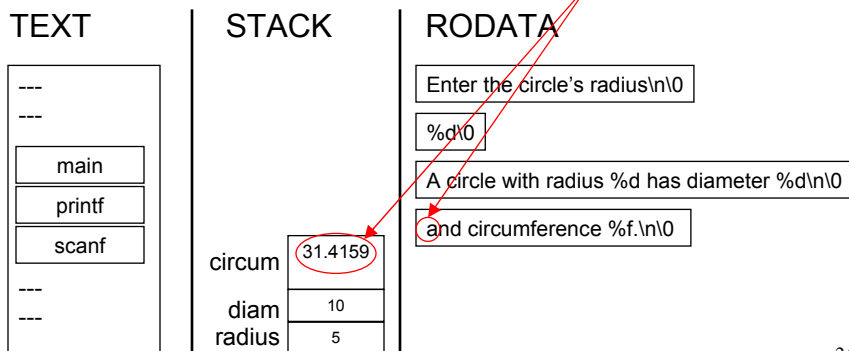 TEXT
STACK
RODATA
---
---
main
printf
scanf
---
---
circum 31.4159
diam 10
radius 5
Enter the circle’s radius\n\0
%d\0
A circle with radius %d has diameter %d\n\0
and circumference %f.\n\0